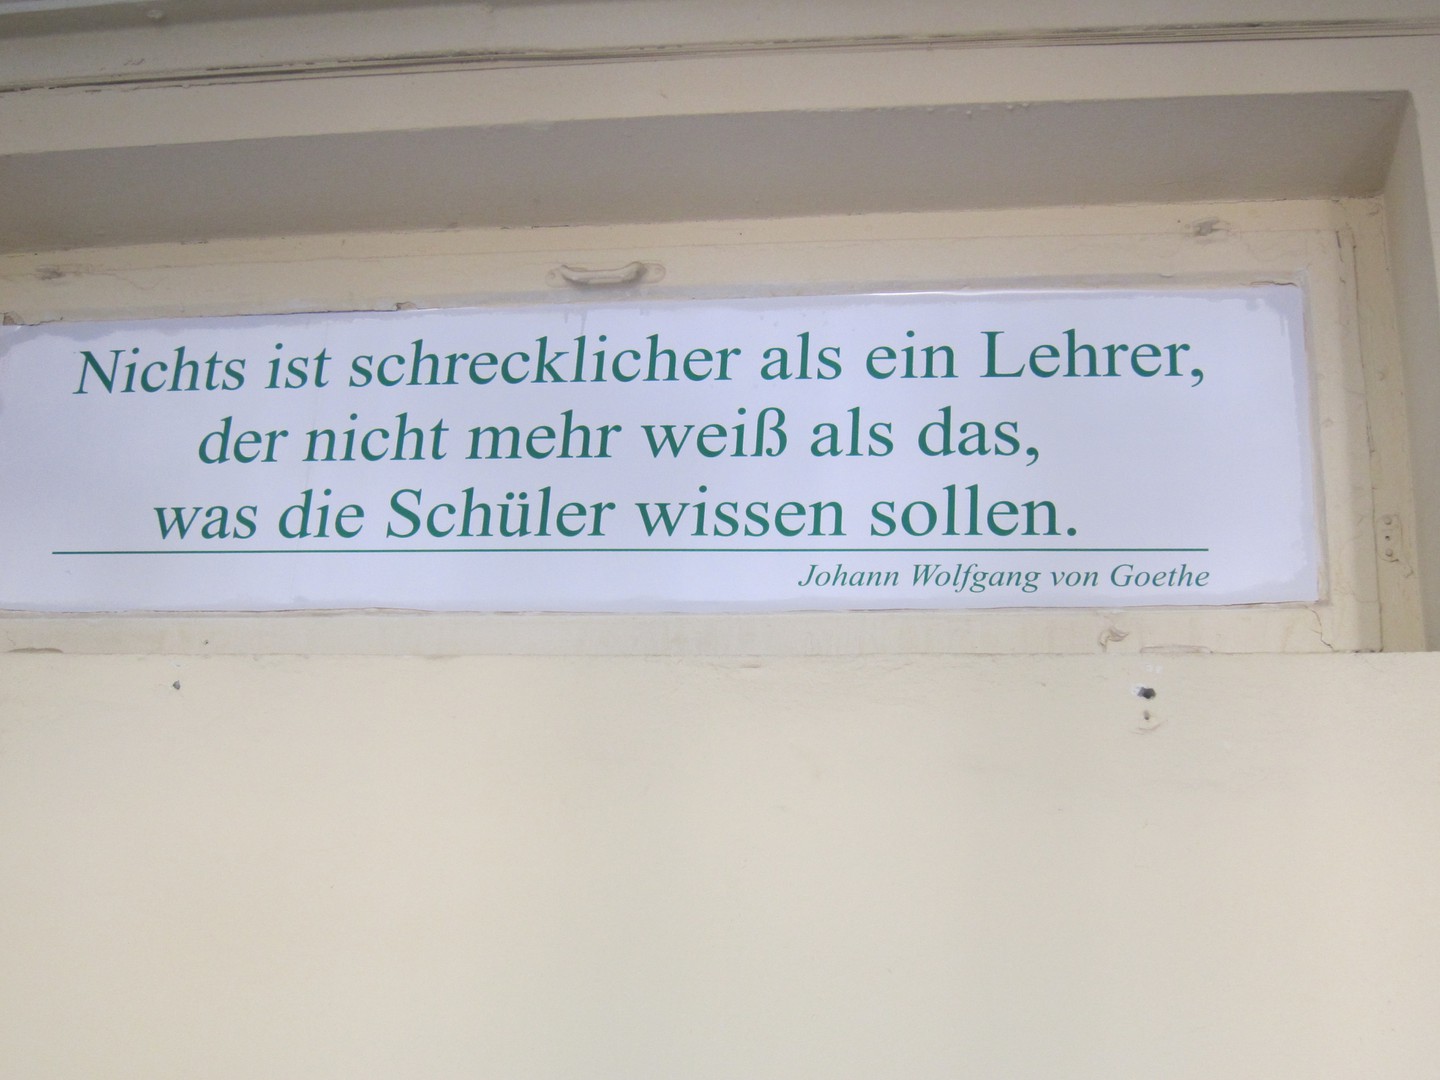 Nichts ist schrecklicher als ein Lehrer,
der nicht mehr weiß als das,
was die Schüler wissen sollen.
Johann Wolfgang von Goethe